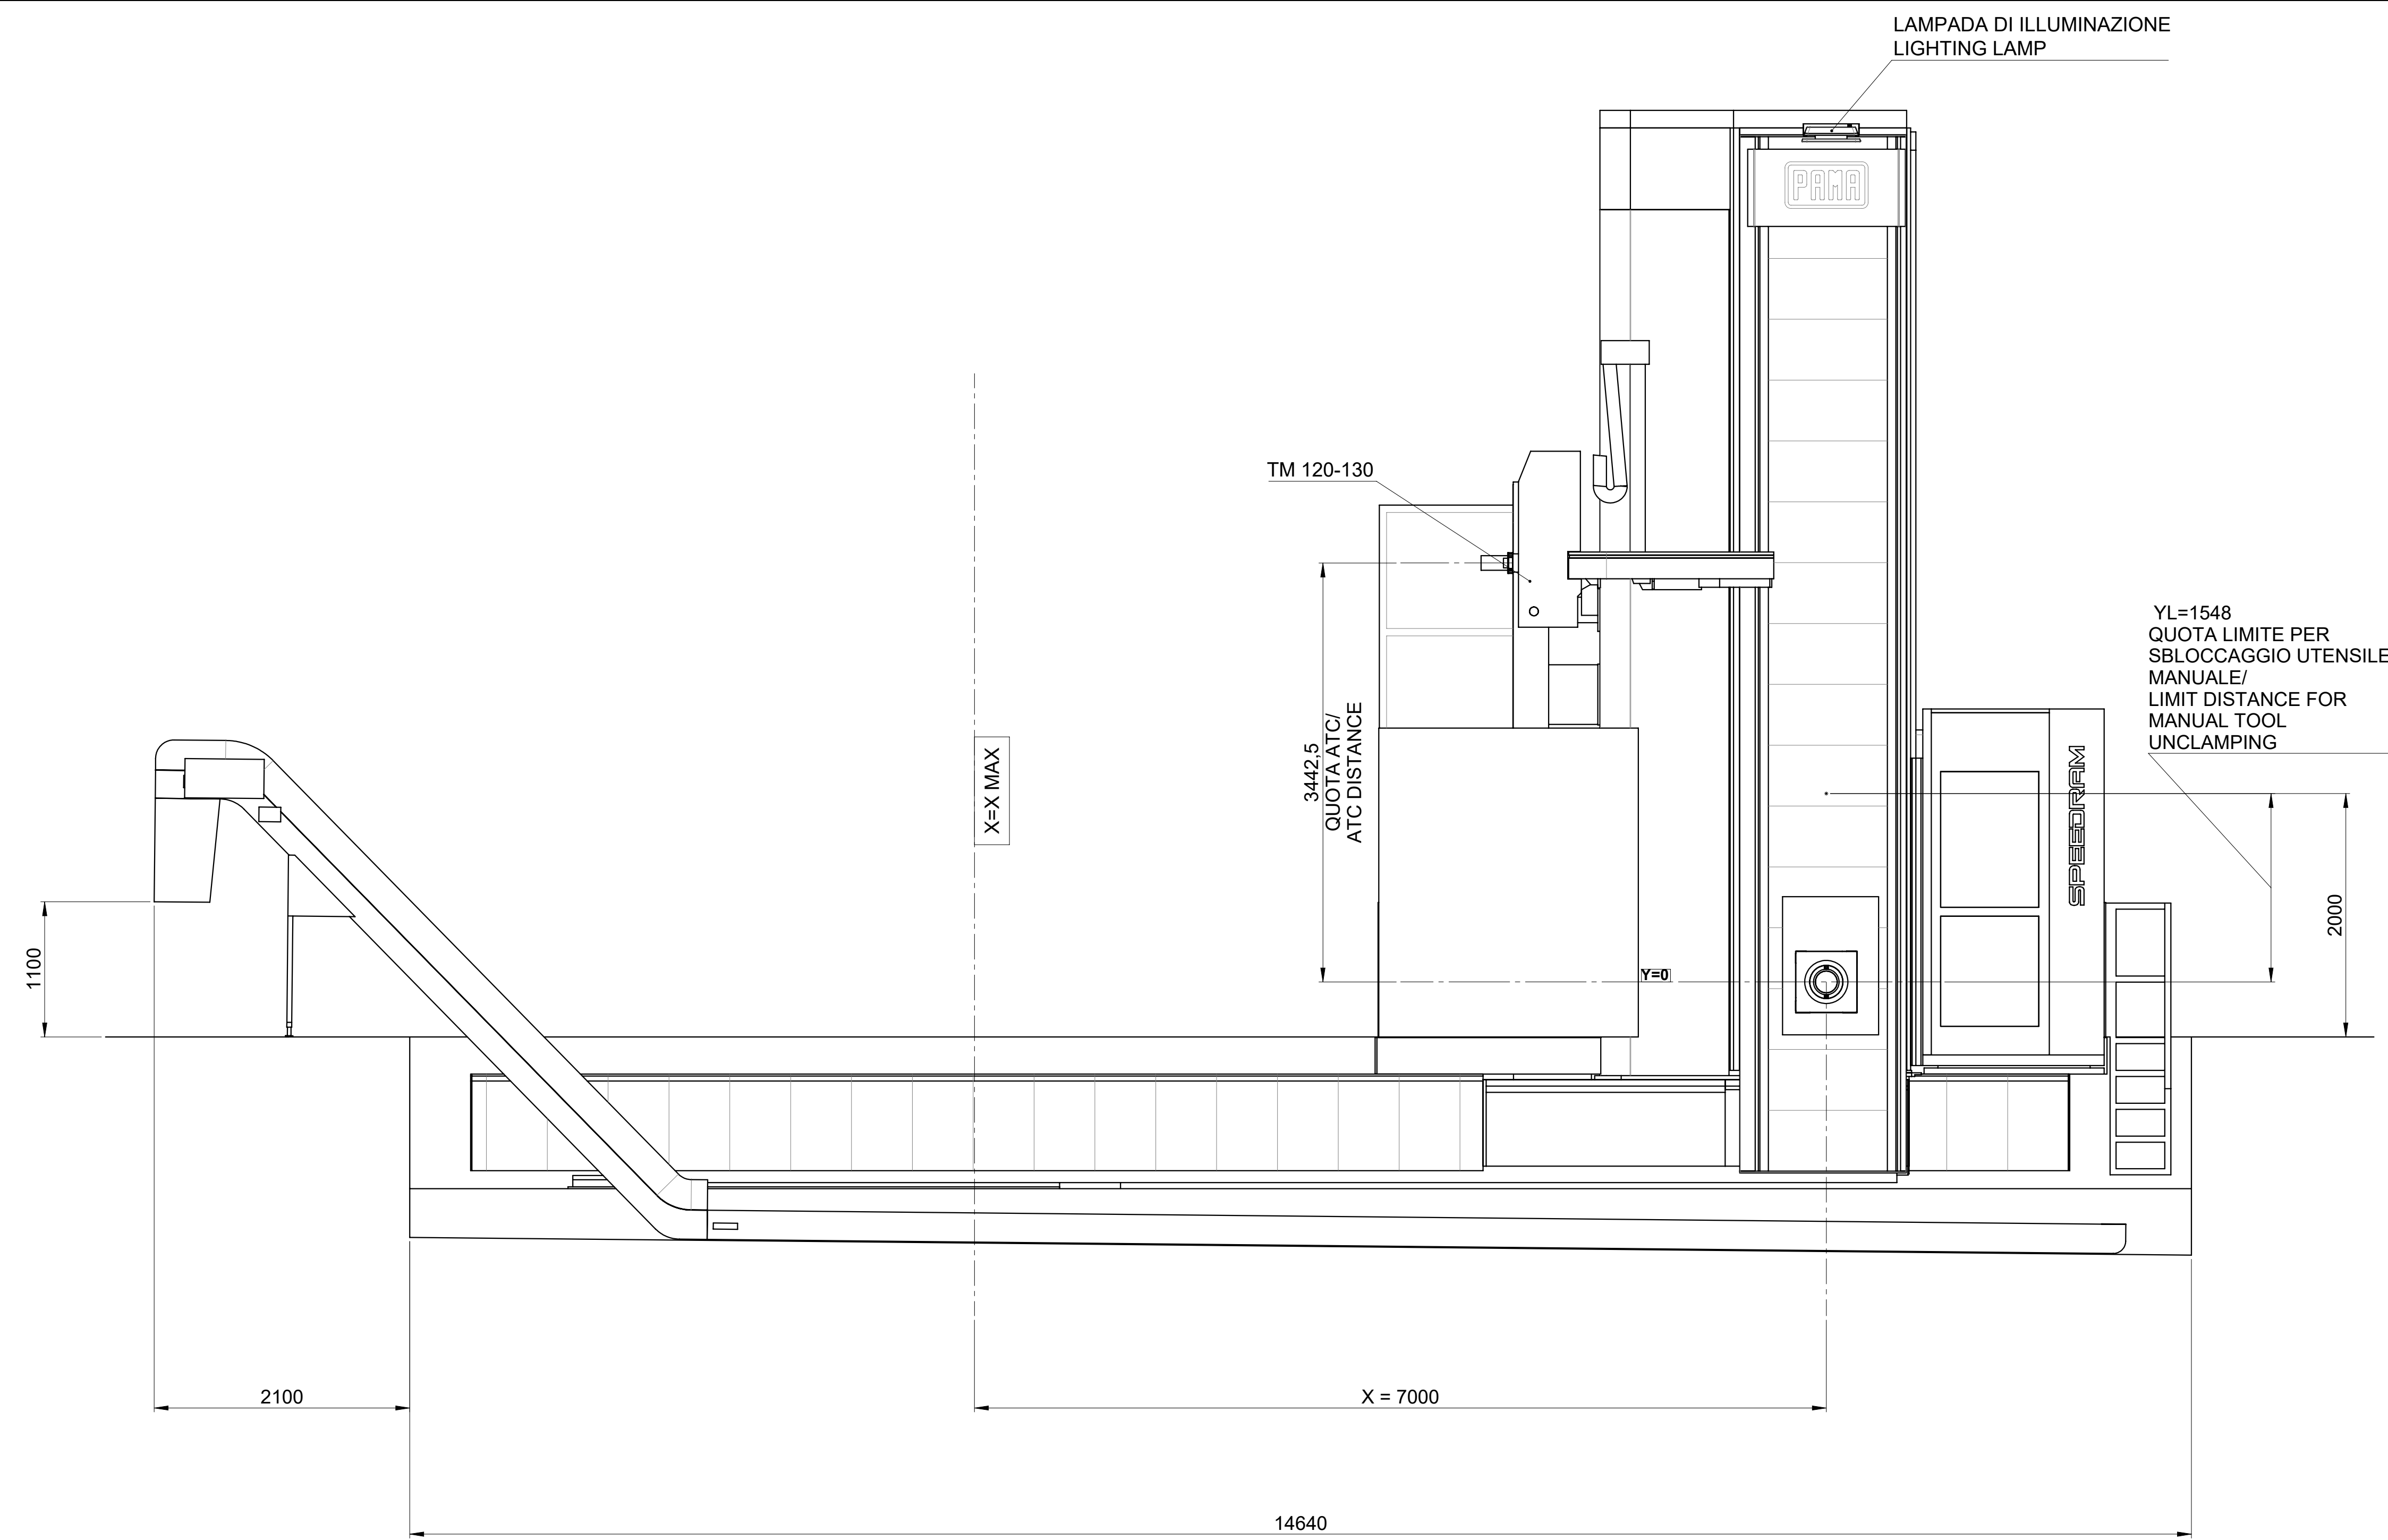 LAMPADA DI ILLUMINAZIONE
LIGHTING LAMP
PAMA
TM 120-130
YL=1548
QUOTA LIMITE PER
SBLOCCAGGIO UTENSILE
MANUALE/
LIMIT DISTANCE FOR
MANUAL TOOL
UNCLAMPING
3442,5
QUOTA ATC/
ATC DISTANCE
X=X MAX
SPEEDRAM
2000
1100
Y=0
2100
X = 7000
14640